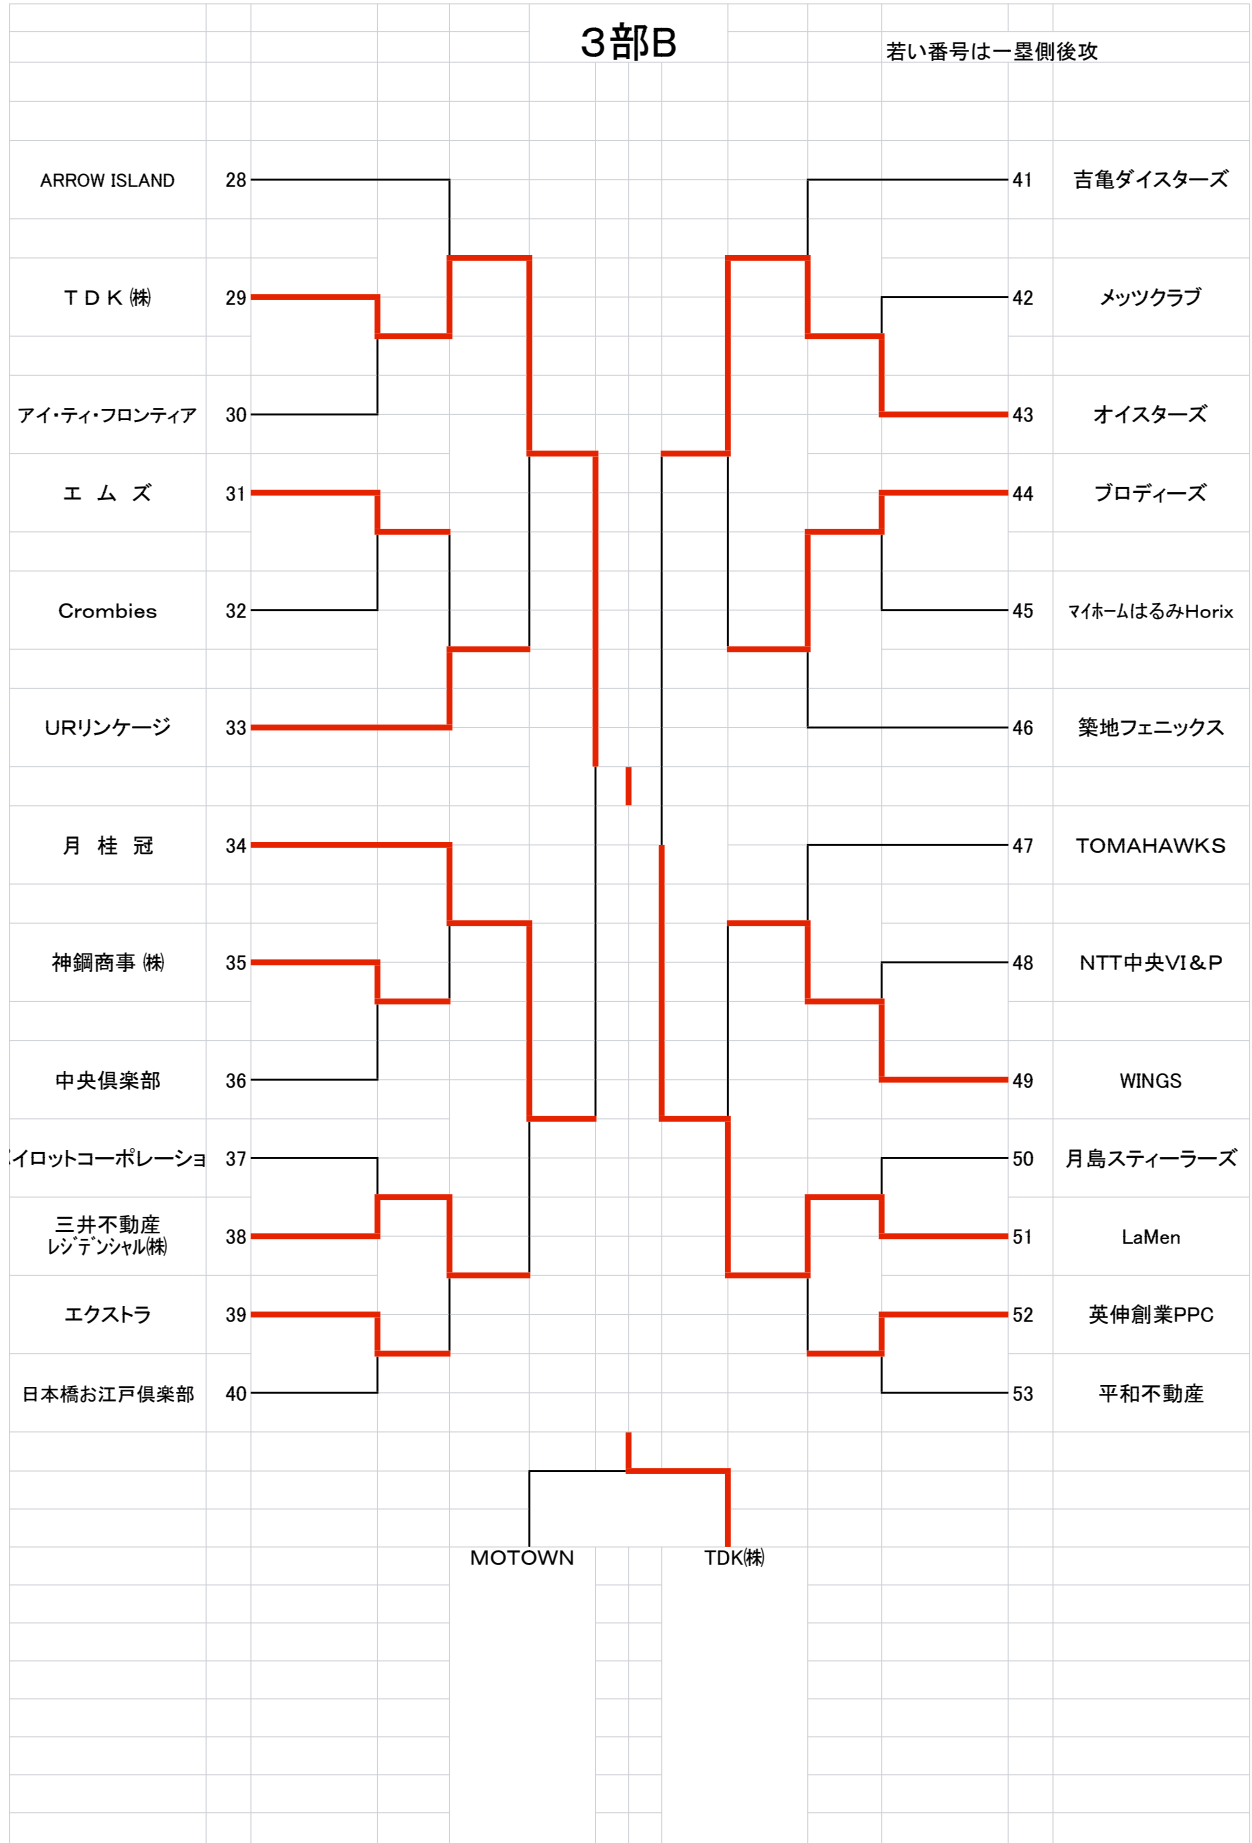 ３部B
若い番号は一塁側後攻
ARROW ISLAND 28
ＴＤＫ㈱ 29
アイ・ティ・フロンティア 30
エ ム ズ 31
Crombies 32
URリンケージ 33
月 桂 冠 34
神鋼商事 ㈱ 35
中央倶楽部 36
イロットコーポレーショ 37
三井不動産
ﾚｼﾞﾃﾞﾝｼｬﾙ㈱ 38
エクストラ 39
日本橋お江戸倶楽部 40
41 吉亀ダイスターズ
42 メッツクラブ
43 オイスターズ
44 ブロディーズ
45 ﾏｲﾎｰﾑはるみHorix
46 築地フェニックス
47 TOMAHAWKS
48 NTT中央VI＆P
49 WINGS
50 月島スティーラーズ
51 LaMen
52 英伸創業PPC
53 平和不動産
MOTOWN
TDK㈱